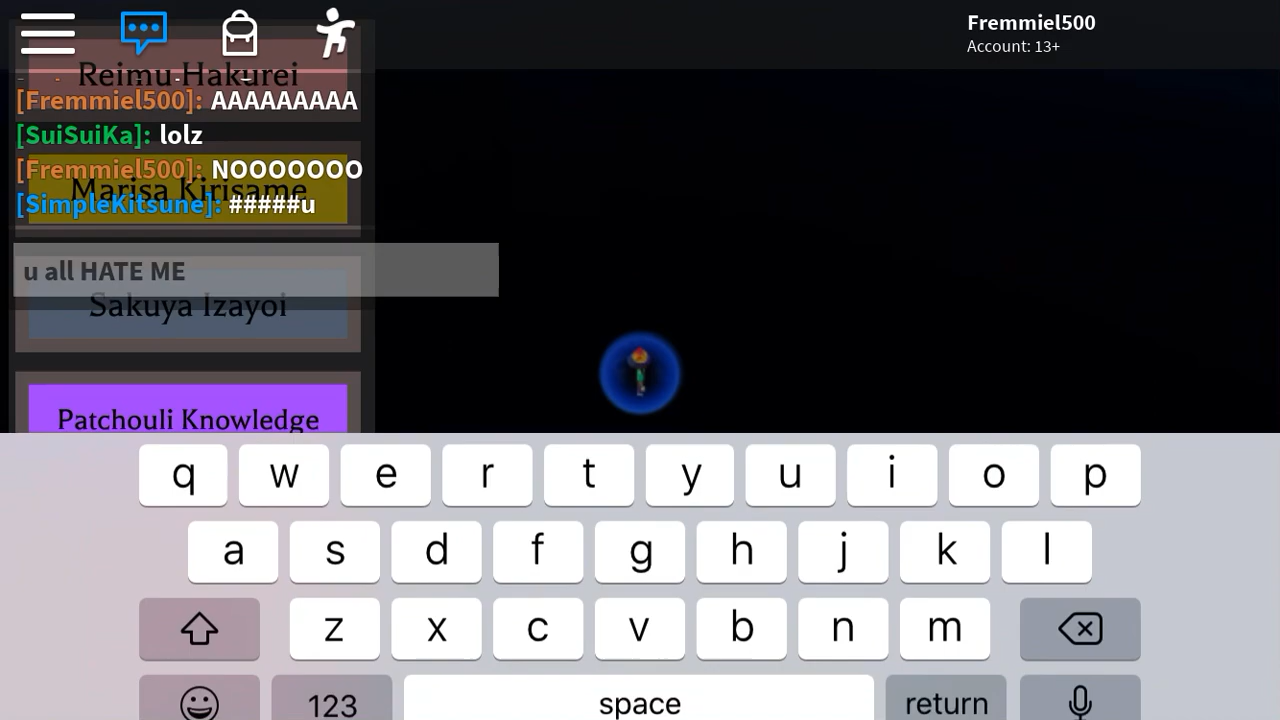 Fremmiel500
Account: 13+
Reimu Hakurei
[Fremmiel500]: AAAAAAAAA
[SuiSuiKa]: lolz
[Fremmiel500]: NOOOOOOO
Marisa Kirisame
[SimpleKitsune]: #####u
u all HATE ME
Sakuya Izayoi
Patchouli Knowledge
q w e r t y u i o p
a s d f g h j k l
z x c v b n m
123 space return